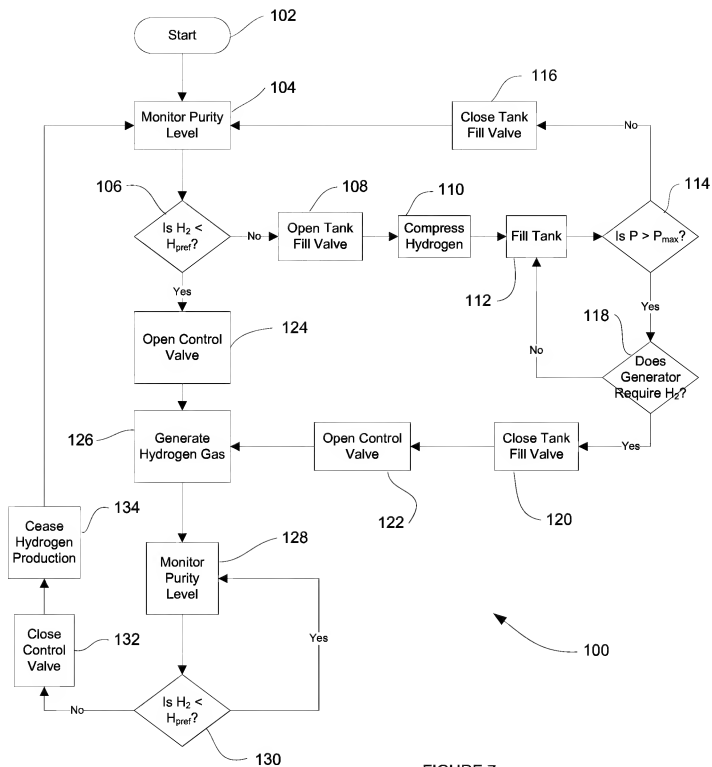 Start
102
104
Monitor Purity
Level
116
Close Tank
Fill Valve
No
106
Is H2 <
Hpref?
No
108
Open Tank
Fill Valve
110
Compress
Hydrogen
Fill Tank
112
114
Is P > Pmax?
Yes
Yes
124
Open Control
Valve
118
Does
Generator
Require H2?
No
Yes
126
Generate
Hydrogen Gas
Open Control
Valve
122
Close Tank
Fill Valve
120
134
Cease
Hydrogen
Production
128
Monitor
Purity
Level
Yes
132
Close
Control
Valve
100
Is H2 <
Hpref?
No
130